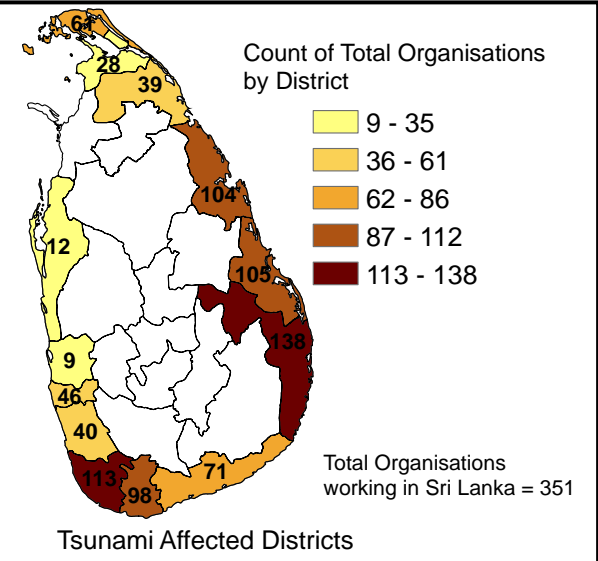 61
28
39
Count of Total Organisations
by District
9 - 35
36 - 61
62 - 86
87 - 112
113 - 138
104
12
105
138
9
46
40
113
98
71
Total Organisations
working in Sri Lanka = 351
Tsunami Affected Districts